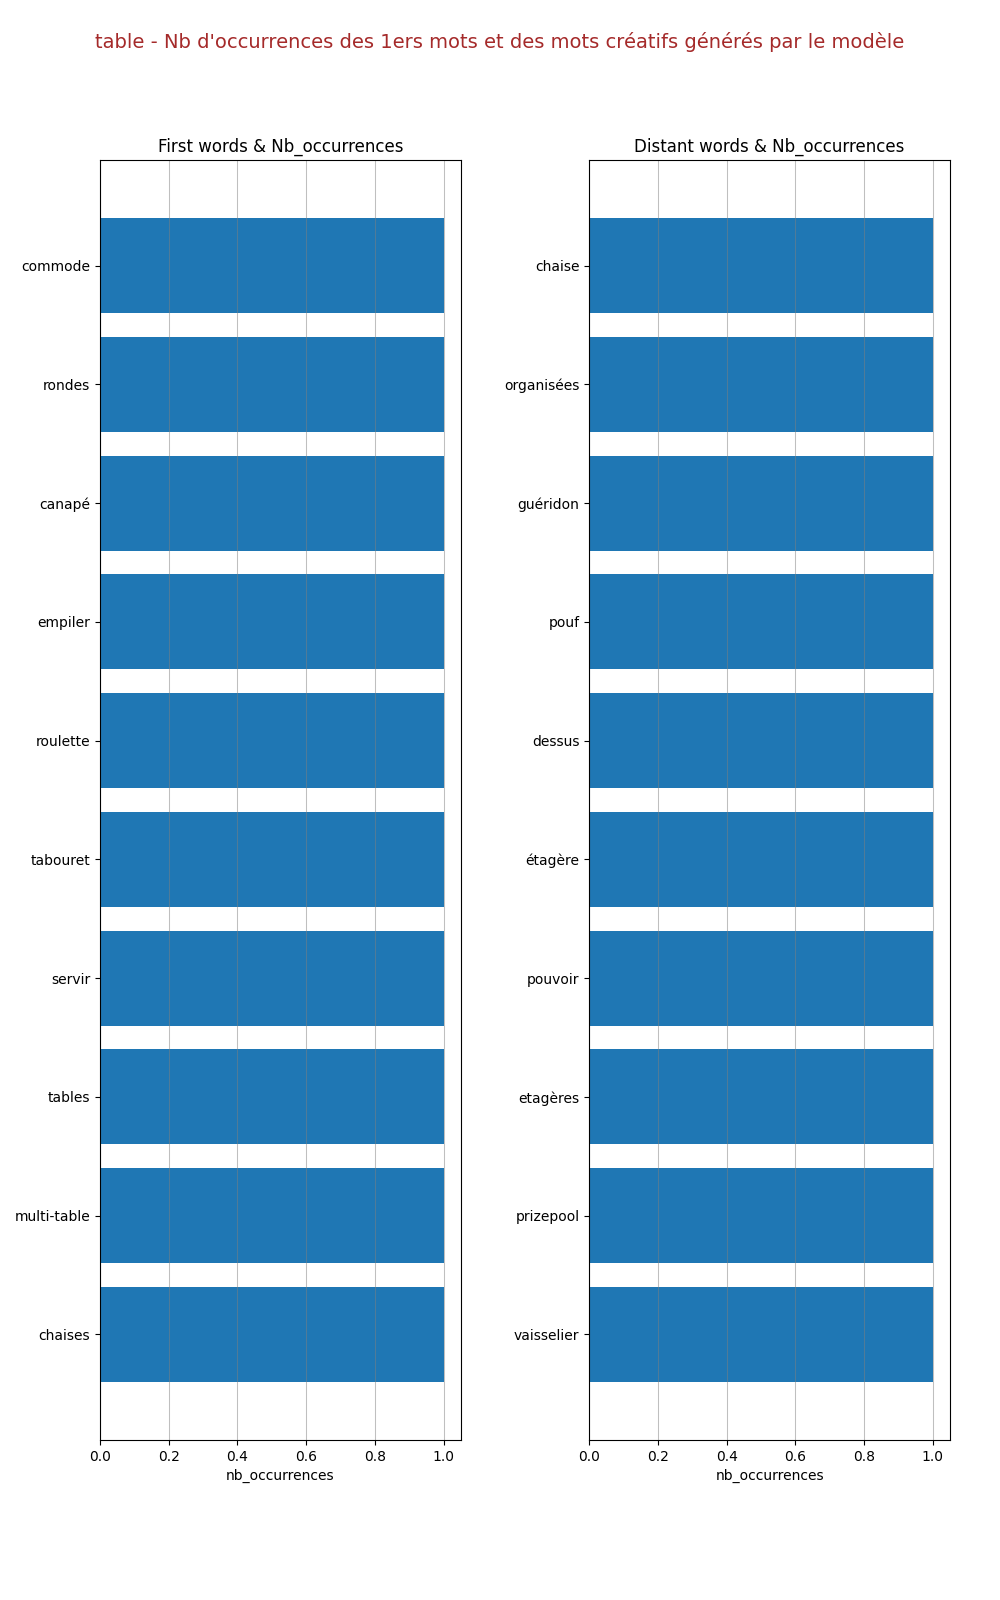 table - Nb d'occurrences des 1ers mots et des mots créatifs générés par le modèle
First words & Nb_occurrences
commode
rondes
canapé
empiler
roulette
tabouret
servir
tables
multi-table
chaises
0.0 0.2 0.4 0.6 0.8 1.0
nb_occurrences
Distant words & Nb_occurrences
chaise
organisées
guéridon
pouf
dessus
étagère
pouvoir
etagères
prizepool
vaisselier
0.0 0.2 0.4 0.6 0.8 1.0
nb_occurrences